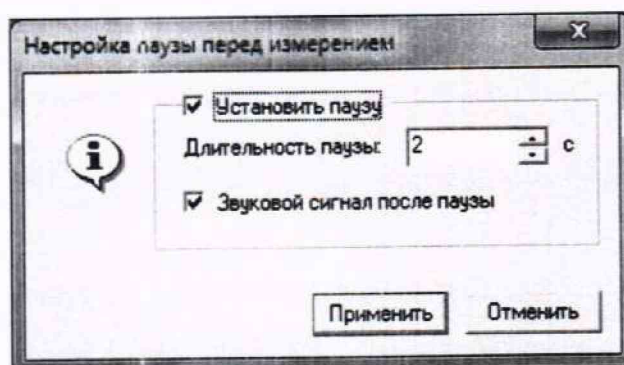 Настройка паузы перед измерением
Установить паузу
Длительность паузы: 2 с
Звуковой сигнал после паузы
Применить Отменить